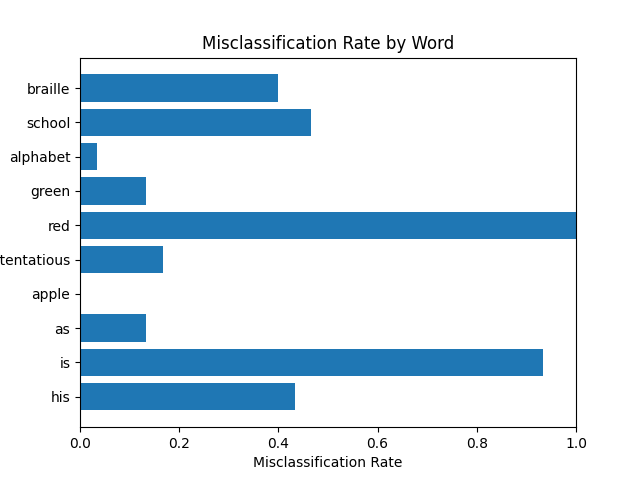 Misclassification Rate by Word
braille
school
alphabet
green
red
tentatious
apple
as
is
his
0.0 0.2 0.4 0.6 0.8 1.0
Misclassification Rate